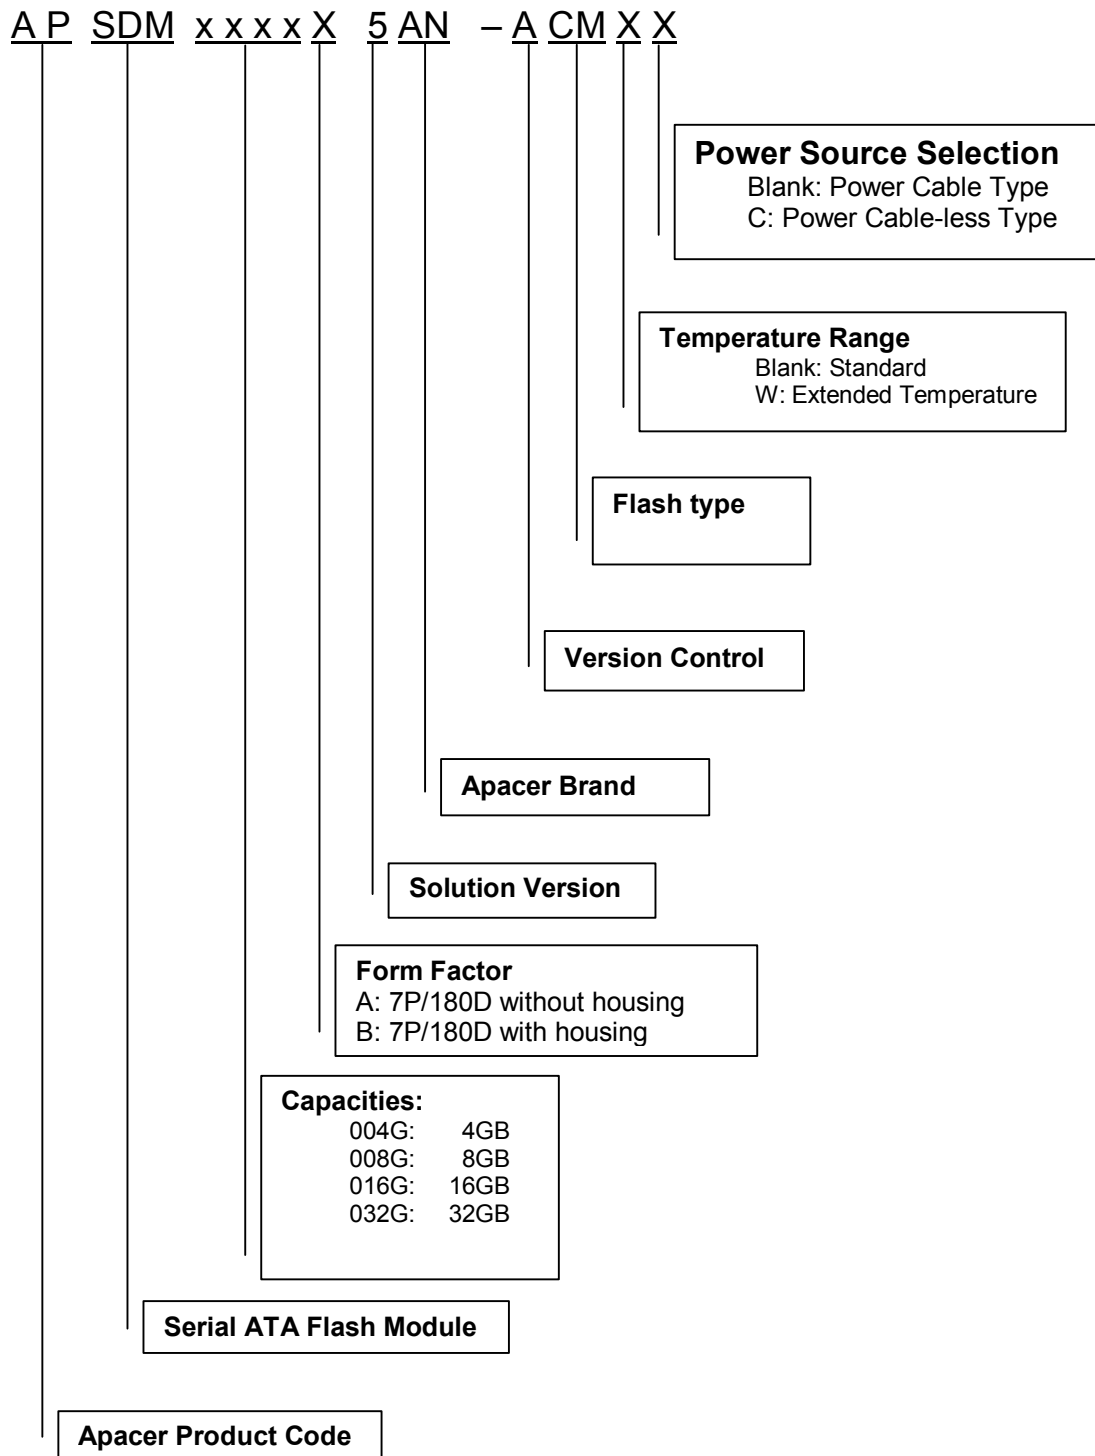 A P SDM x x x x X 5 AN – A CM X X
Power Source Selection
Blank: Power Cable Type
C: Power Cable-less Type
Temperature Range
Blank: Standard
W: Extended Temperature
Flash type
Version Control
Apacer Brand
Solution Version
Form Factor
A: 7P/180D without housing
B: 7P/180D with housing
Capacities:
004G: 4GB
008G: 8GB
016G: 16GB
032G: 32GB
Serial ATA Flash Module
Apacer Product Code